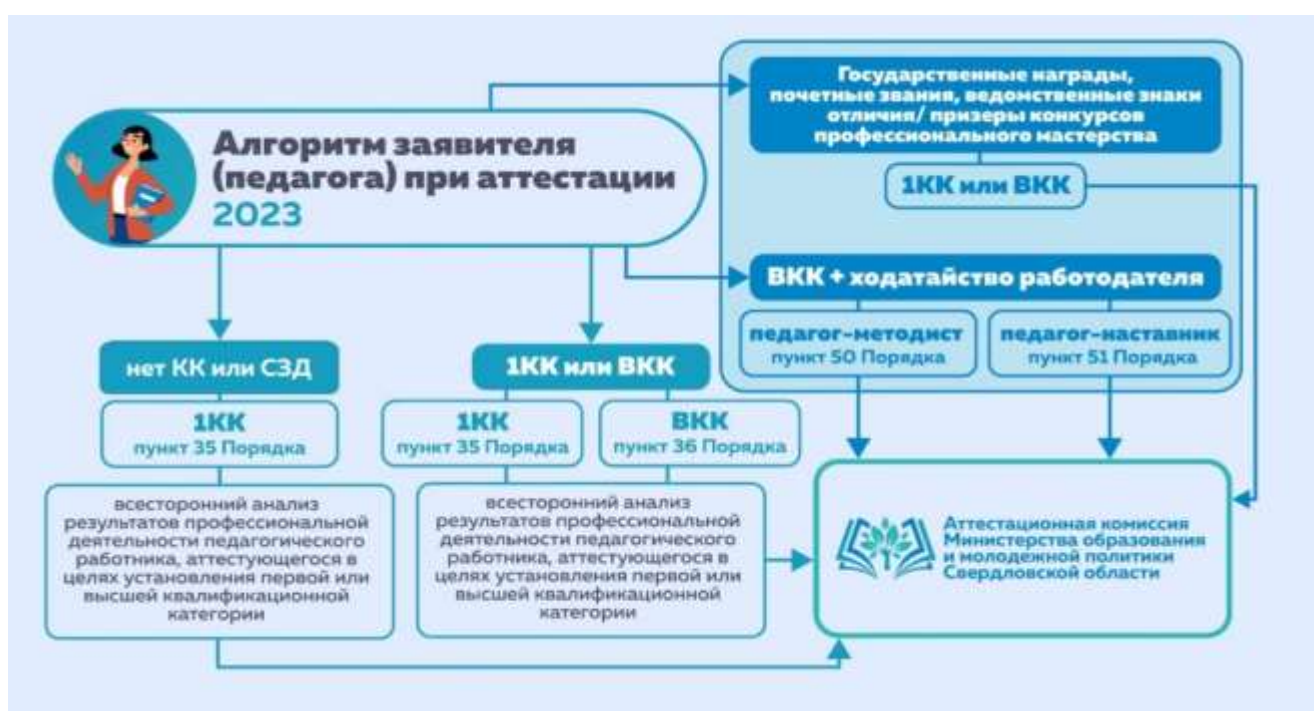 Алгоритм заявителя
(педагога) при аттестации
2023
Государственные награды,
почетные звания, ведомственные знаки
отличия/ призеры конкурсов
профессионального мастерства
1КК или ВКК
ВКК + ходатайство работодателя
педагог-методист
пункт 50 Порядка
педагог-наставник
пункт 51 Порядка
нет КК или СЗД
1КК
пункт 35 Порядка
всесторонний анализ
результатов профессиональной
деятельности педагогического
работника, аттестующегося в
целях установления первой или
высшей квалификационной
категории
1КК или ВКК
1КК
пункт 35 Порядка
ВКК
пункт 36 Порядка
всесторонний анализ
результатов профессиональной
деятельности педагогического
работника, аттестующегося в
целях установления первой или
высшей квалификационной
категории
Аттестационная комиссия
Министерства образования
и молодежной политики
Свердловской области